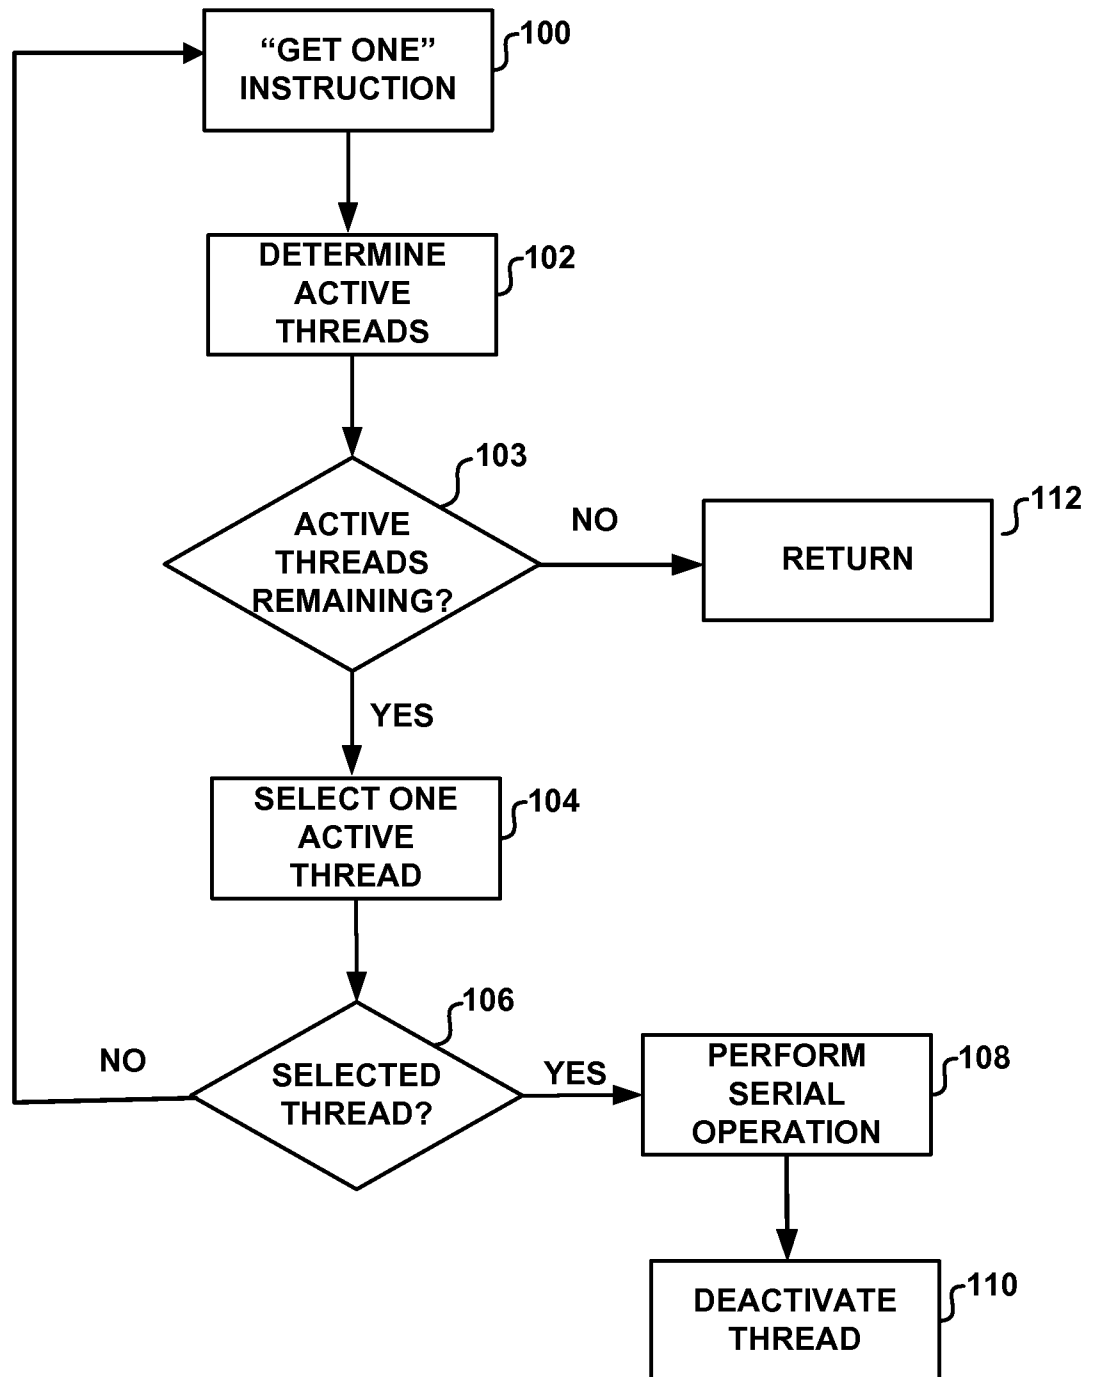 “GET ONE”
INSTRUCTION
100
DETERMINE
ACTIVE
THREADS
102
103
ACTIVE
THREADS
REMAINING?
NO
RETURN
112
YES
SELECT ONE
ACTIVE
THREAD
104
106
SELECTED
THREAD?
NO
YES
PERFORM
SERIAL
OPERATION
108
DEACTIVATE
THREAD
110